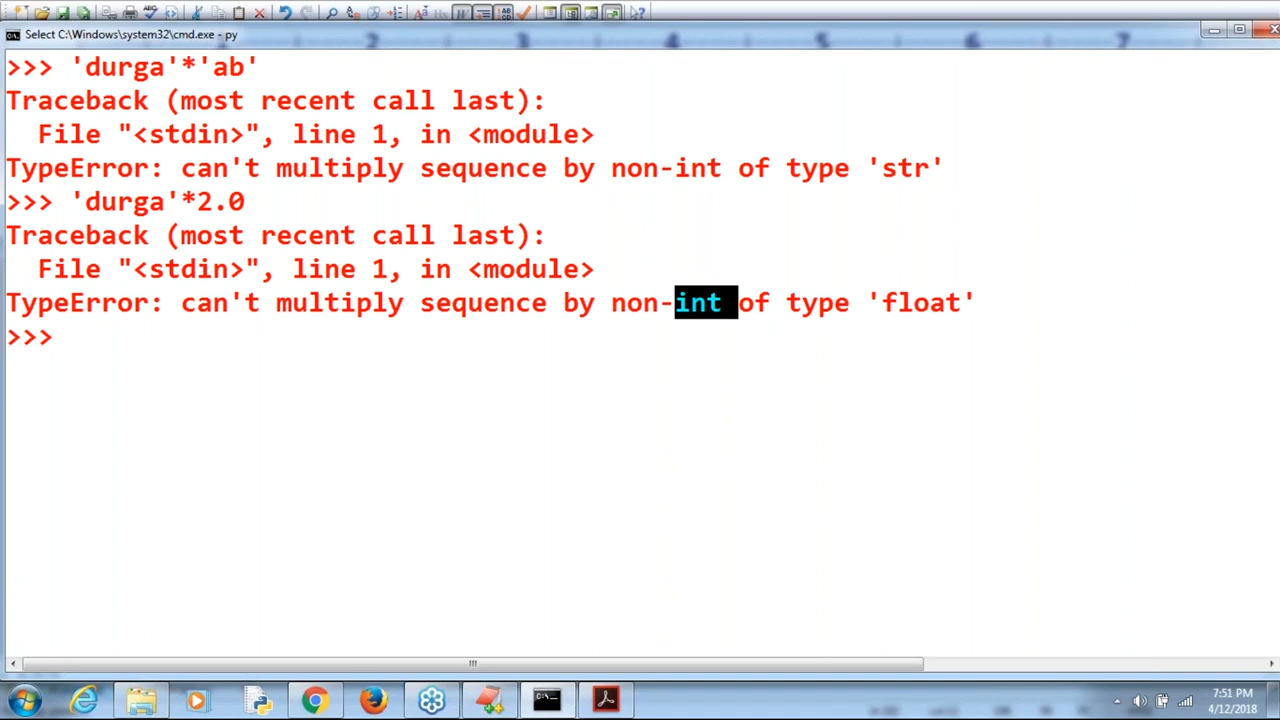 Select C:\Windows\system32\cmd.exe - py
>>> 'durga'*'ab'
Traceback (most recent call last):
  File "<stdin>", line 1, in <module>
TypeError: can't multiply sequence by non-int of type 'str'
>>> 'durga'*2.0
Traceback (most recent call last):
  File "<stdin>", line 1, in <module>
TypeError: can't multiply sequence by non-int of type 'float'
>>>
7:51 PM
4/12/2018